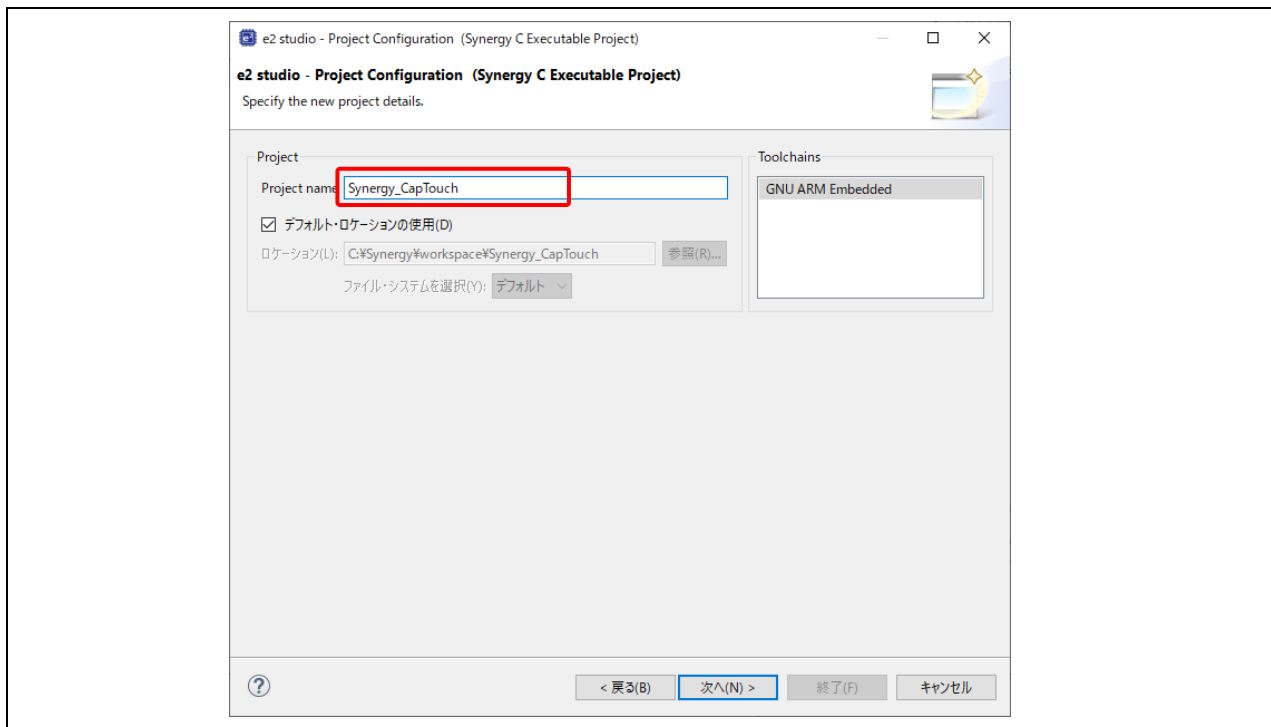 e2 studio - Project Configuration (Synergy C Executable Project)
e2 studio - Project Configuration (Synergy C Executable Project)
Specify the new project details.
Project
Project name
Synergy_CapTouch
デフォルト・ロケーションの使用(D)
ロケーション(L):
C:¥Synergy¥workspace¥Synergy_CapTouch
参照(R)...
ファイル・システムを選択(Y):
デフォルト
Toolchains
GNU ARM Embedded
?
< 戻る(B)
次へ(N) >
終了(F)
キャンセル